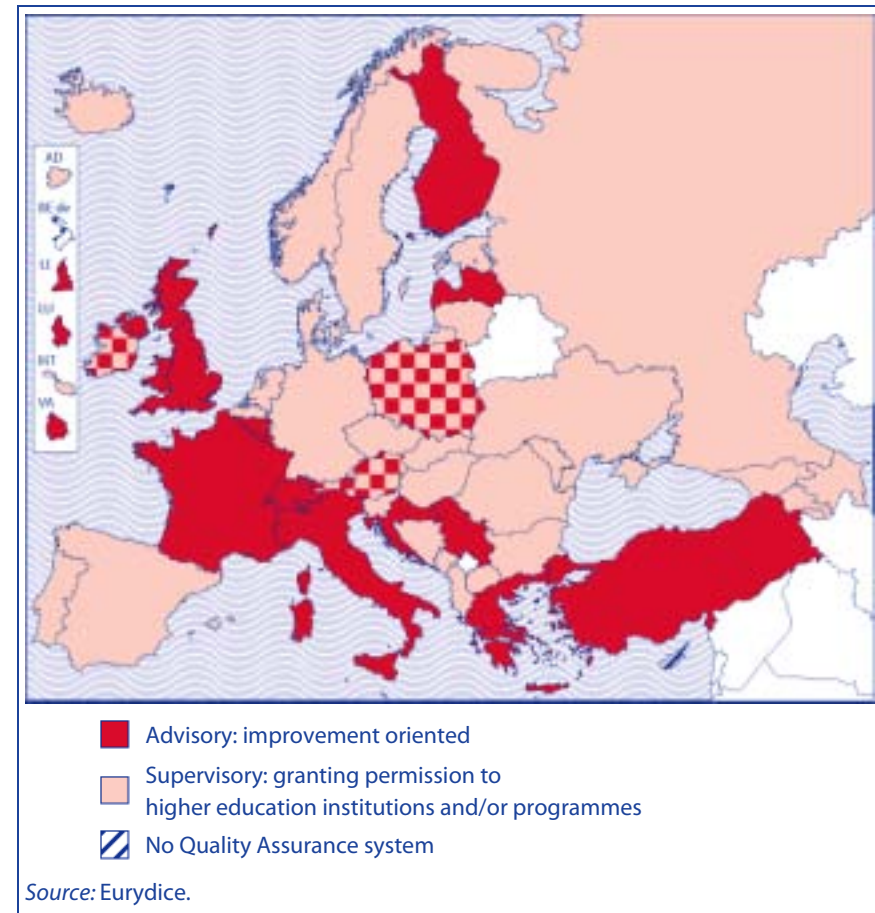 AD
BE de
LI
LU
MT
VA
Advisory: improvement oriented
Supervisory: granting permission to
higher education institutions and/or programmes
No Quality Assurance system
Source: Eurydice.